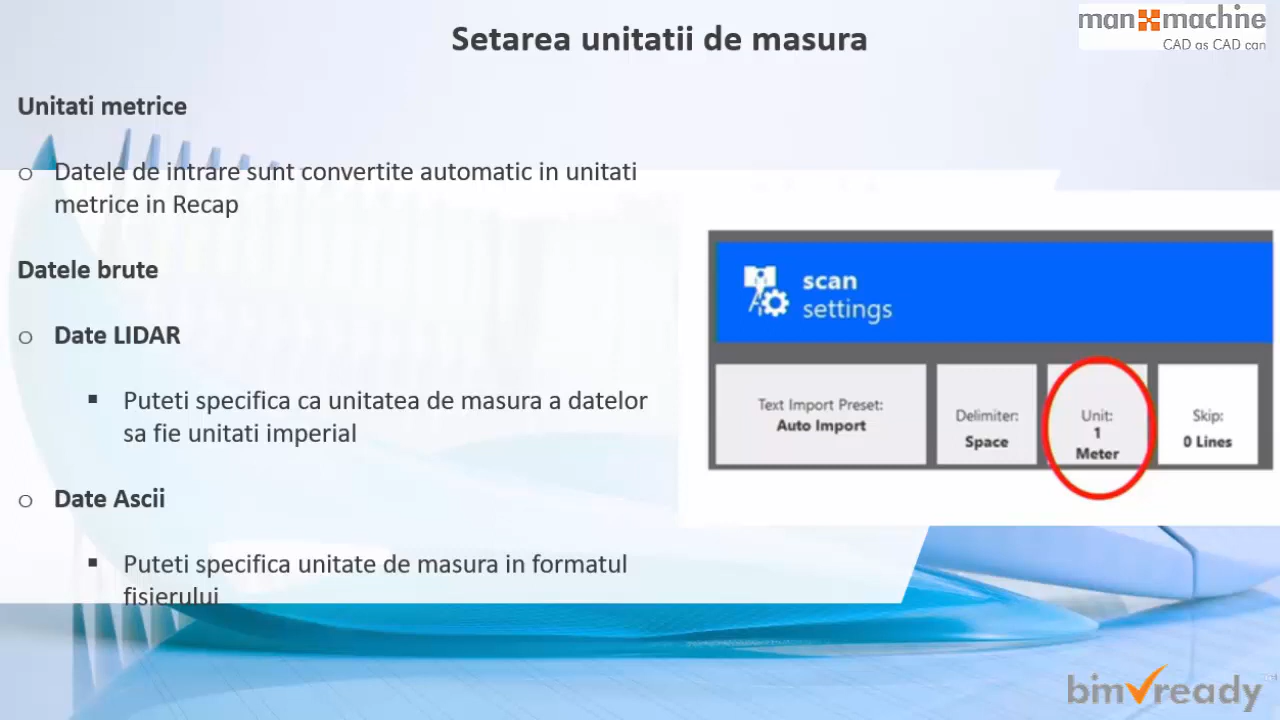 Setarea unitatii de masura
man machine
CAD as CAD can
Unitati metrice
o Datele de intrare sunt convertite automatic in unitati
metrice in Recap
Datele brute
o Date LIDAR
▪ Puteti specifica ca unitatea de masura a datelor
sa fie unitati imperial
o Date Ascii
▪ Puteti specifica unitate de masura in formatul
fisierului
scan
settings
Text Import Preset:
Auto Import
Delimiter:
Space
Unit:
1
Meter
Skip:
0 Lines
bim ready